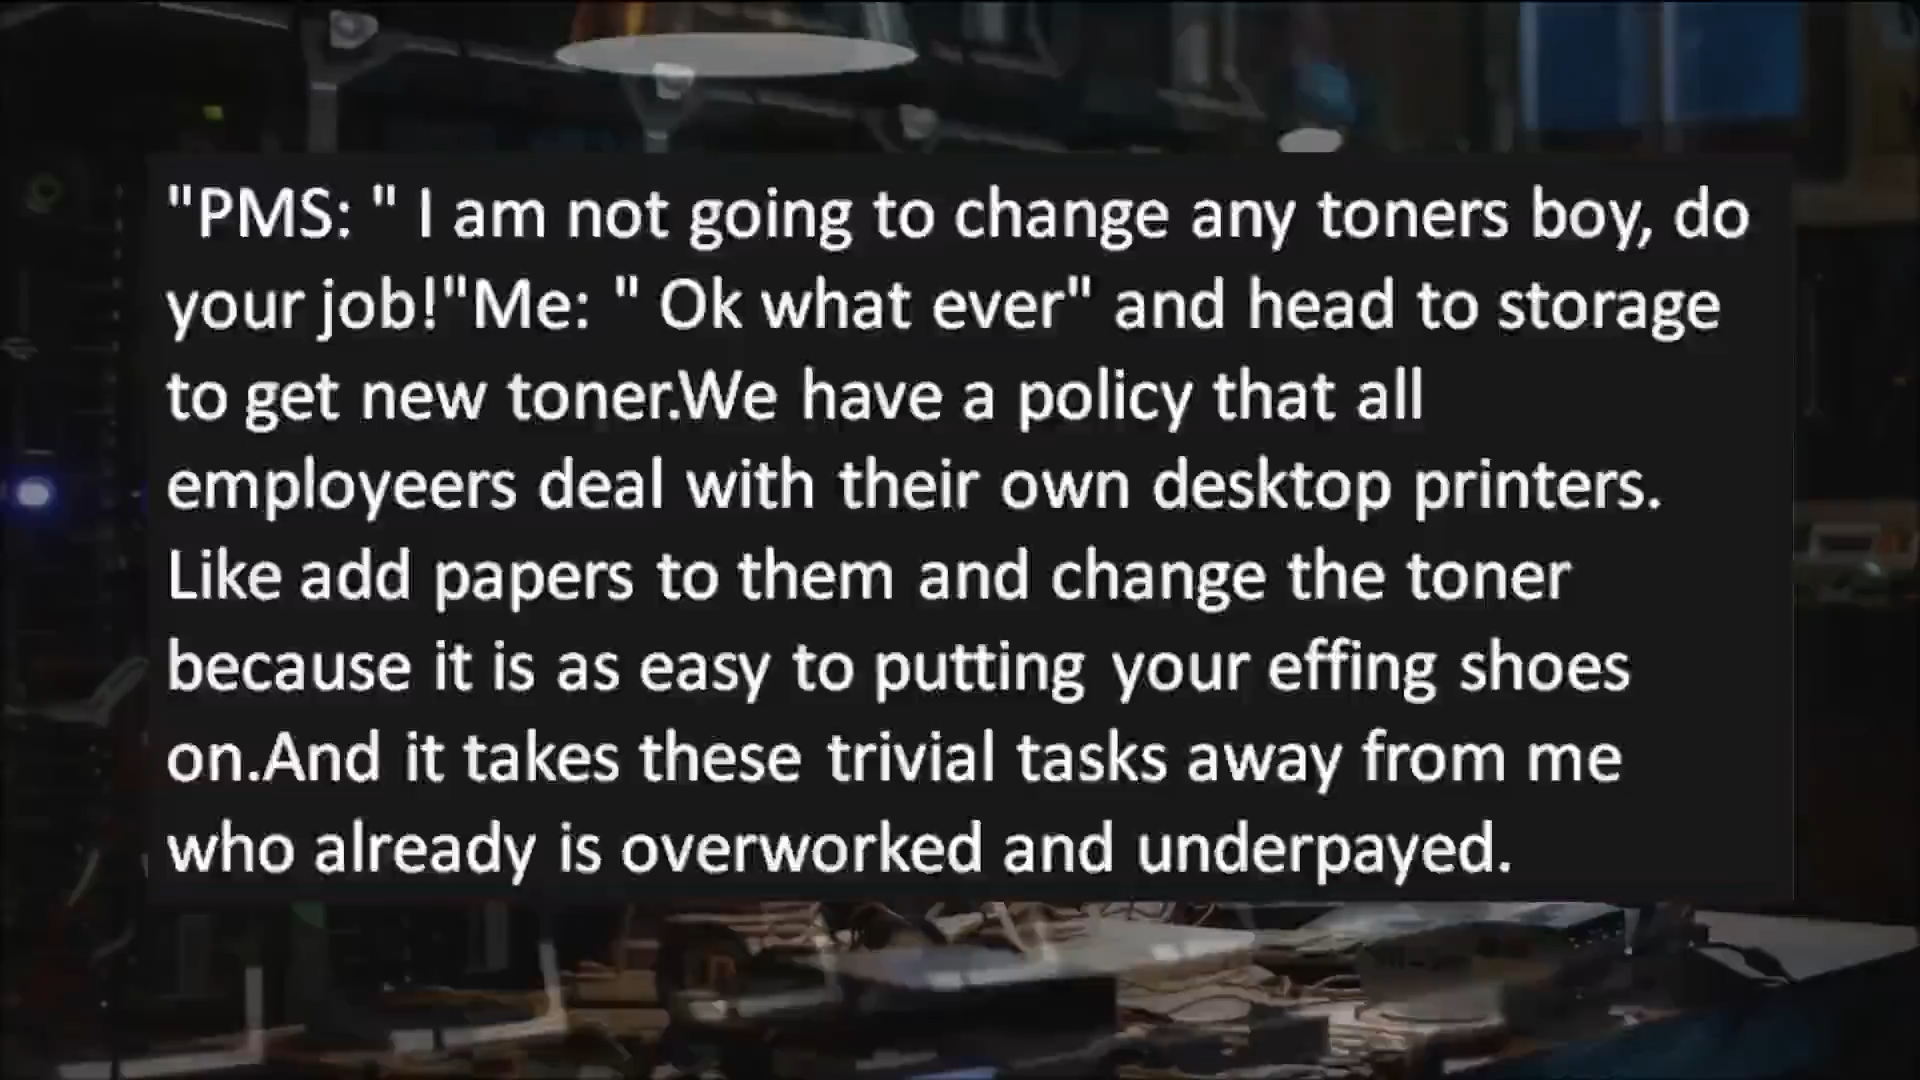 "PMS: " I am not going to change any toners boy, do
your job!"Me: " Ok what ever" and head to storage
to get new toner.We have a policy that all
employeers deal with their own desktop printers.
Like add papers to them and change the toner
because it is as easy to putting your effing shoes
on.And it takes these trivial tasks away from me
who already is overworked and underpayed.